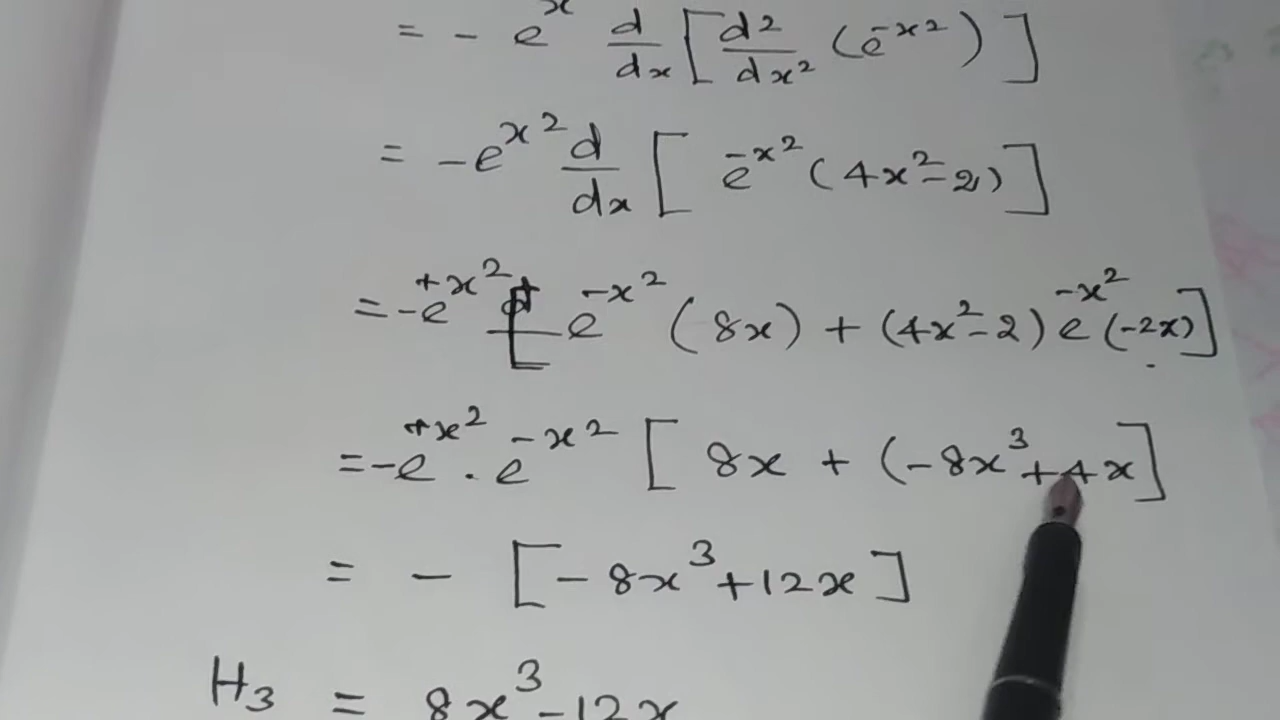 = - e^x d/dx [ d²/dx² (e^-x²) ]
= -e^x² d/dx [ e^-x² (4x²-2) ]
= -e^+x² [ e^-x² (8x) + (4x²-2) e^-x² (-2x) ]
= -e^+x² . e^-x² [ 8x + (-8x³+4x ]
= - [ -8x³+12x ]
H₃ = 8x³-12x